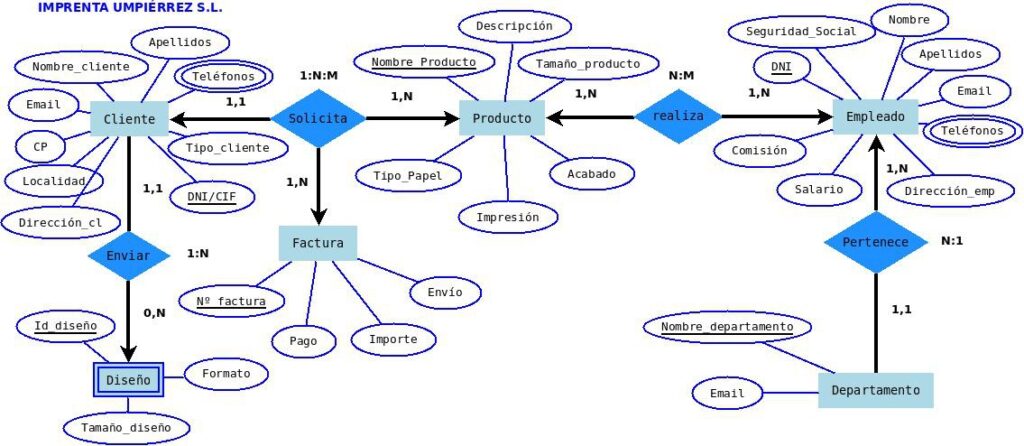 IMPRENTA UMPIÉRREZ S.L.
Apellidos
Nombre_cliente
Teléfonos
Email
Cliente
CP
Tipo_cliente
Localidad
DNI/CIF
Dirección_cl
1,1
1:N:M
Solicita
1,N
1,N
Descripción
Nombre Producto
Tamaño_producto
Producto
Tipo_Papel
Acabado
Impresión
1,N
N:M
realiza
1,N
Seguridad_Social
Nombre
DNI
Apellidos
Email
Empleado
Teléfonos
Comisión
Salario
Dirección_emp
1,1
Enviar
1:N
0,N
Id_diseño
Diseño
Formato
Tamaño_diseño
Factura
Nº factura
Envío
Pago
Importe
1,N
Pertenece
N:1
1,1
Nombre_departamento
Email
Departamento